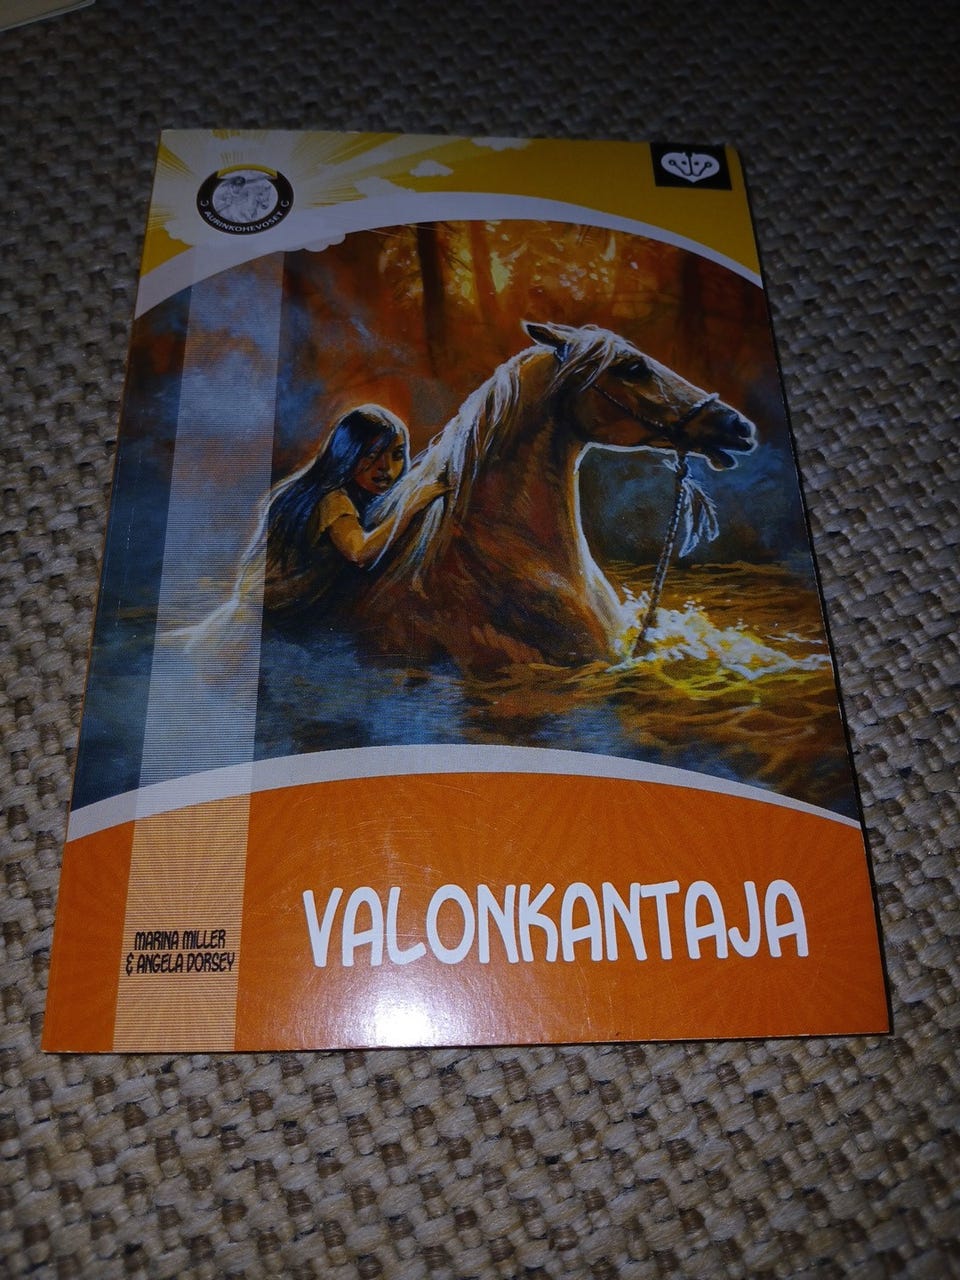 AURINKOHEVOSET
VALONKANTAJA
MARINA MILLER
& ANGELA DORSEY